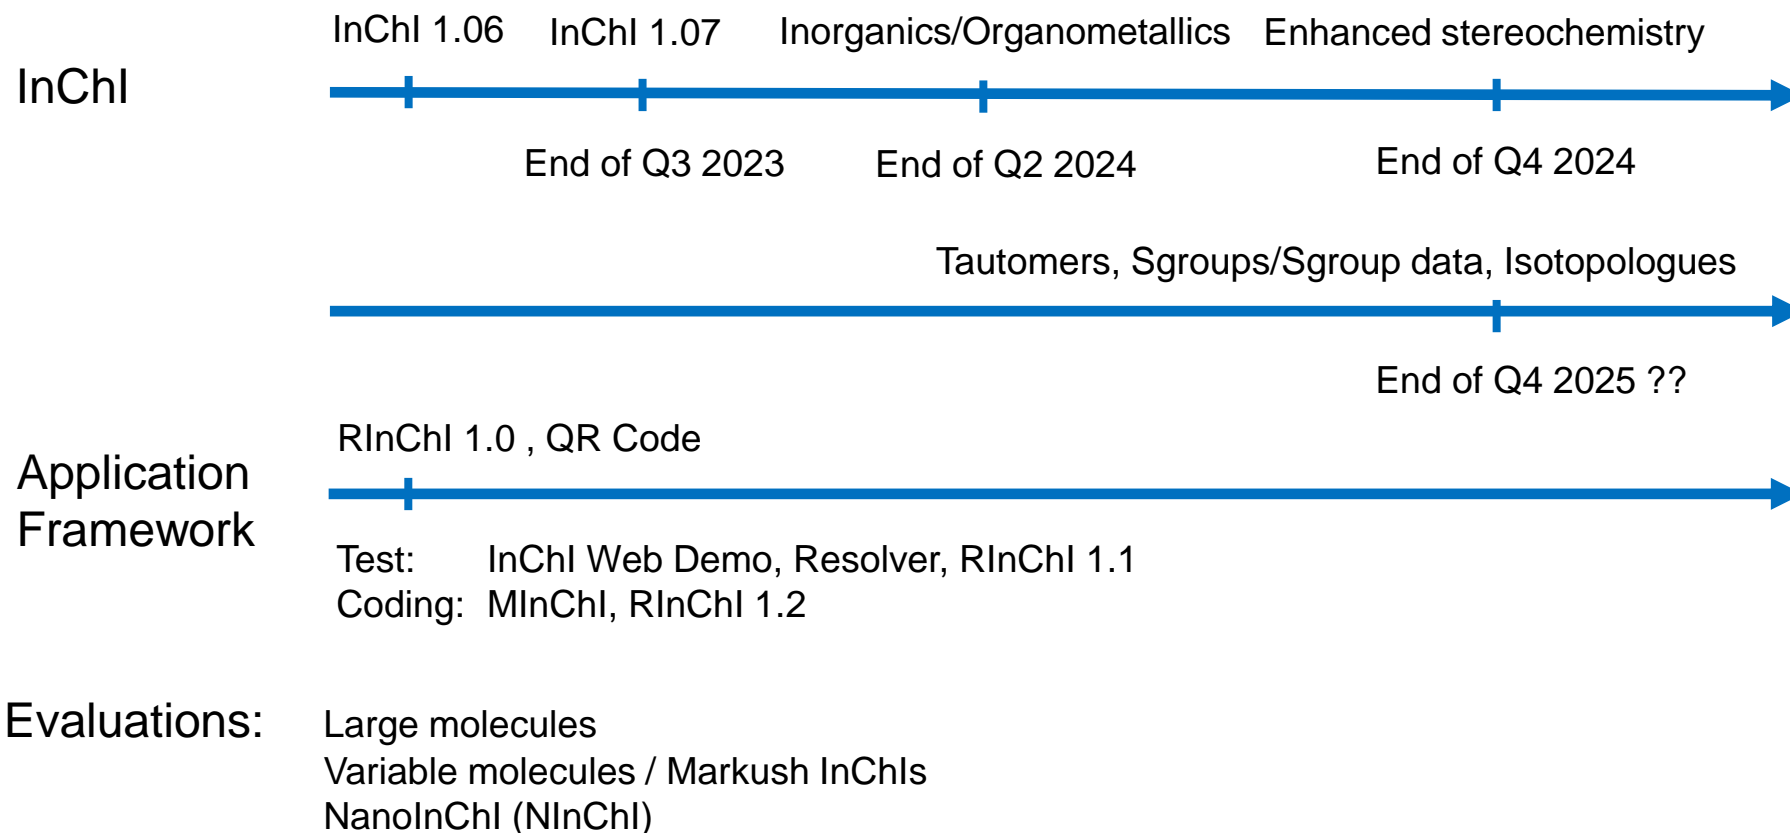 InChI 1.06 InChI 1.07 Inorganics/Organometallics Enhanced stereochemistry
InChI
End of Q3 2023 End of Q2 2024 End of Q4 2024
Tautomers, Sgroups/Sgroup data, Isotopologues
End of Q4 2025 ??
RInChI 1.0 , QR Code
Application
Framework
Test: InChI Web Demo, Resolver, RInChI 1.1
Coding: MInChI, RInChI 1.2
Evaluations: Large molecules
Variable molecules / Markush InChIs
NanoInChI (NInChI)